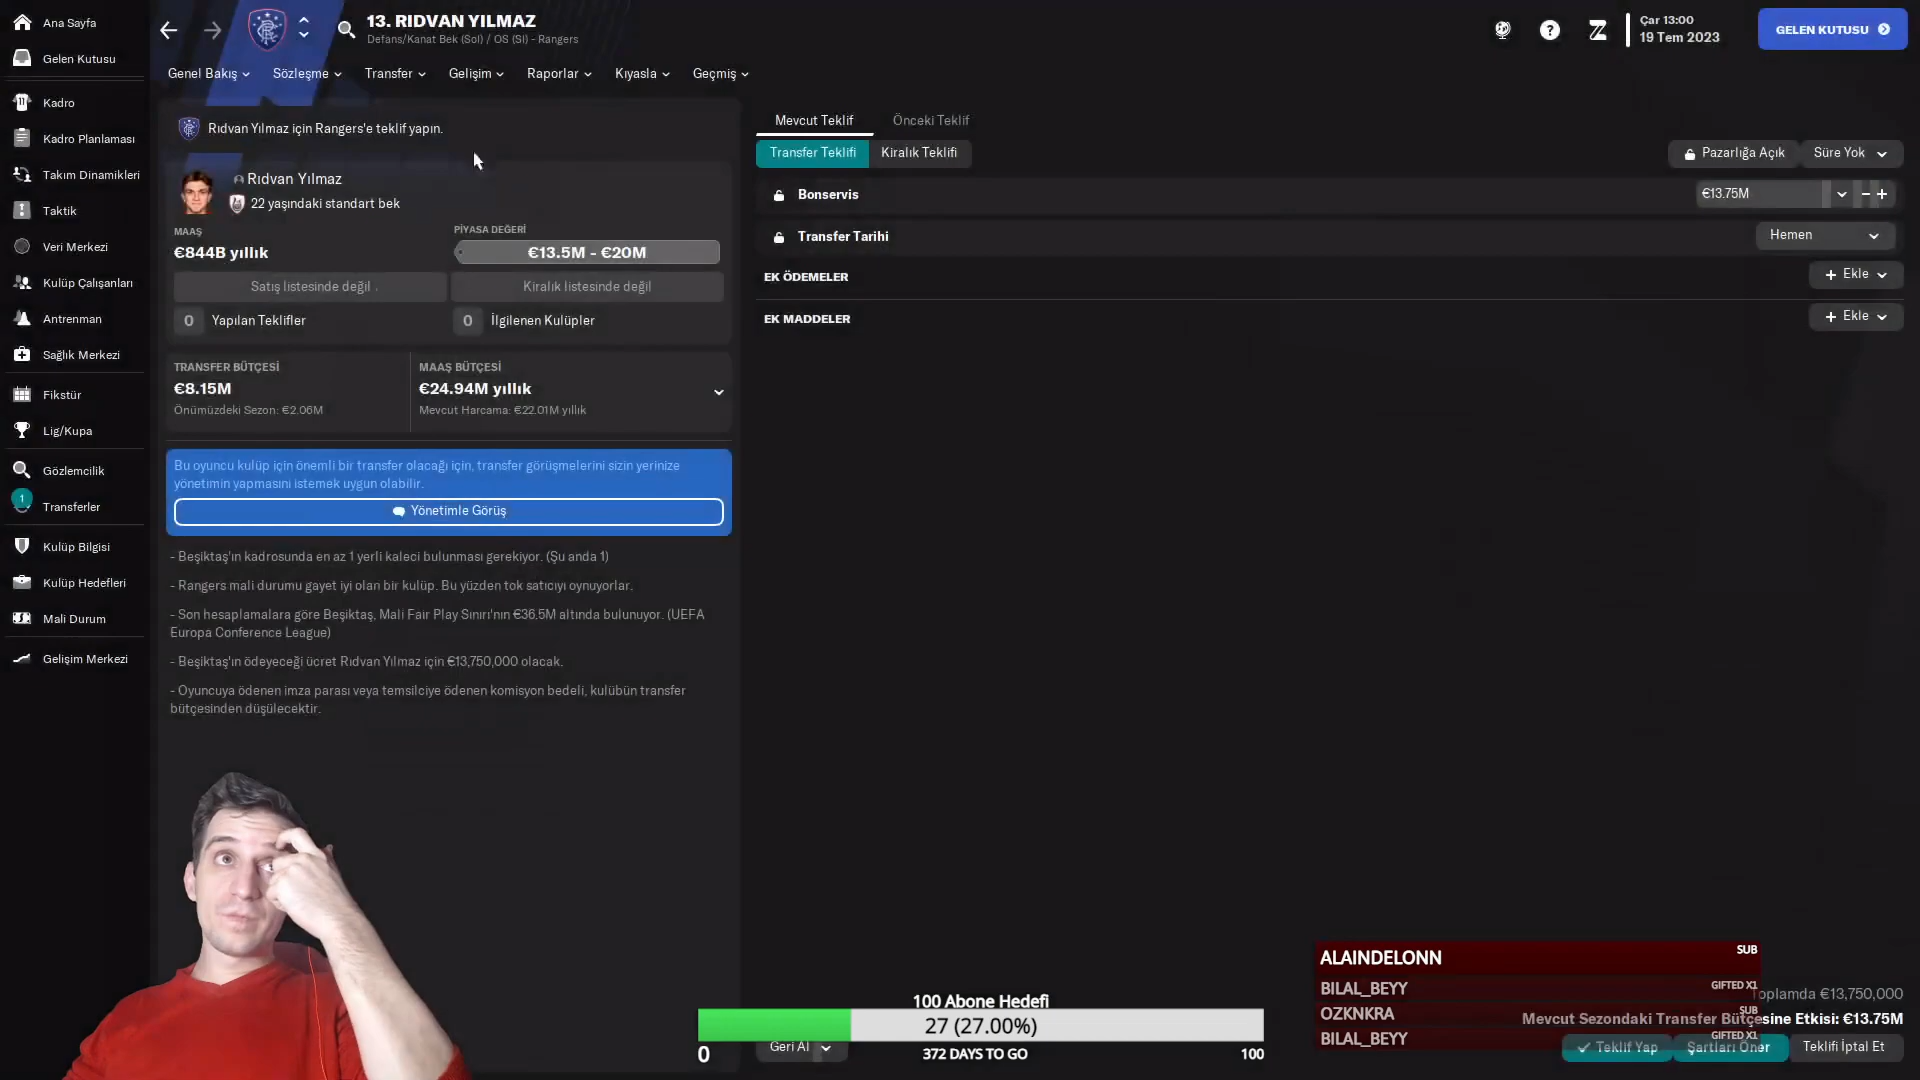 Ana Sayfa
Gelen Kutusu
Kadro
Kadro Planlaması
Takım Dinamikleri
Taktik
Veri Merkezi
Kulüp Çalışanları
Antrenman
Sağlık Merkezi
Fikstür
Lig/Kupa
Gözlemcilik
1
Transferler
Kulüp Bilgisi
Kulüp Hedefleri
Mali Durum
Gelişim Merkezi
13. RIDVAN YILMAZ
Defans/Kanat Bek (Sol) / OS (Sl) - Rangers
Çar 13:00
19 Tem 2023
GELEN KUTUSU
Genel Bakış Sözleşme Transfer Gelişim Raporlar Kıyasla Geçmiş
Rıdvan Yılmaz için Rangers'e teklif yapın.
Rıdvan Yılmaz
22 yaşındaki standart bek
MAAŞ
€844B yıllık
PİYASA DEĞERİ
€13.5M - €20M
Satış listesinde değil .
Kiralık listesinde değil
0 Yapılan Teklifler
0 İlgilenen Kulüpler
TRANSFER BÜTÇESİ
€8.15M
Önümüzdeki Sezon: €2.06M
MAAŞ BÜTÇESİ
€24.94M yıllık
Mevcut Harcama: €22.01M yıllık
Bu oyuncu kulüp için önemli bir transfer olacağı için, transfer görüşmelerini sizin yerinize
yönetimin yapmasını istemek uygun olabilir.
Yönetimle Görüş
- Beşiktaş'ın kadrosunda en az 1 yerli kaleci bulunması gerekiyor. (Şu anda 1)
- Rangers mali durumu gayet iyi olan bir kulüp. Bu yüzden tok satıcıyı oynuyorlar.
- Son hesaplamalara göre Beşiktaş, Mali Fair Play Sınırı'nın €36.5M altında bulunuyor. (UEFA
Europa Conference League)
- Beşiktaş'ın ödeyeceği ücret Rıdvan Yılmaz için €13,750,000 olacak.
- Oyuncuya ödenen imza parası veya temsilciye ödenen komisyon bedeli, kulübün transfer
bütçesinden düşülecektir.
Mevcut Teklif Önceki Teklif
Transfer Teklifi Kiralık Teklifi
Pazarlığa Açık Süre Yok
Bonservis €13.75M
Transfer Tarihi Hemen
EK ÖDEMELER + Ekle
EK MADDELER + Ekle
100 Abone Hedefi
27 (27.00%)
0 372 DAYS TO GO 100
Geri Al
ALAINDELONN SUB
BILAL_BEYY GIFTED X1
OZKNKRA SUB
BILAL_BEYY GIFTED X1
Toplamda €13,750,000
Mevcut Sezondaki Transfer Bütçesine Etkisi: €13.75M
Teklif Yap Şartları Öner Teklifi İptal Et